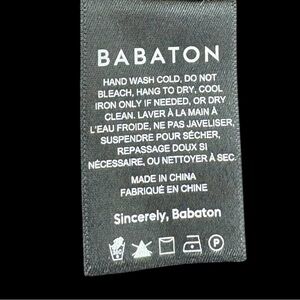 BABATON
HAND WASH COLD, DO NOT
BLEACH, HANG TO DRY, COOL
IRON ONLY IF NEEDED, OR DRY
CLEAN. LAVER À LA MAIN À
L'EAU FROIDE, NE PAS JAVELISER,
SUSPENDRE POUR SÉCHER,
REPASSAGE DOUX SI
NÉCESSAIRE, OU NETTOYER À SEC.
MADE IN CHINA
FABRIQUÉ EN CHINE
Sincerely, Babaton
P